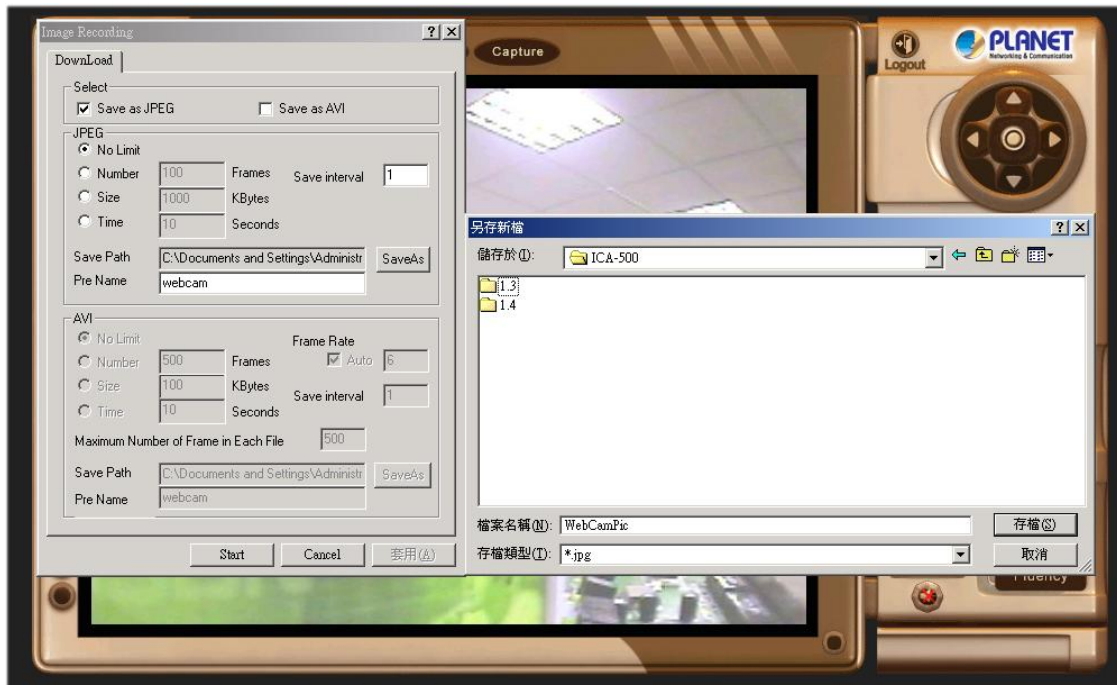 Image Recording
DownLoad
Select
Save as JPEG
Save as AVI
JPEG
No Limit
Number 100 Frames Save interval 1
Size 1000 KBytes
Time 10 Seconds
Save Path C:\Documents and Settings\Administr SaveAs
Pre Name webcam
AVI
No Limit Frame Rate
Number 500 Frames Auto 6
Size 100 KBytes
Save interval 1
Time 10 Seconds
Maximum Number of Frame in Each File 500
Save Path C:\Documents and Settings\Administr SaveAs
Pre Name webcam
Start Cancel 套用(A)
Capture
Logout
PLANET
Networking & Communication
另存新檔
儲存於(I): ICA-500
1.3
1.4
檔案名稱(N): WebCamPic 存檔(S)
存檔類型(T): *.jpg 取消
Fluency